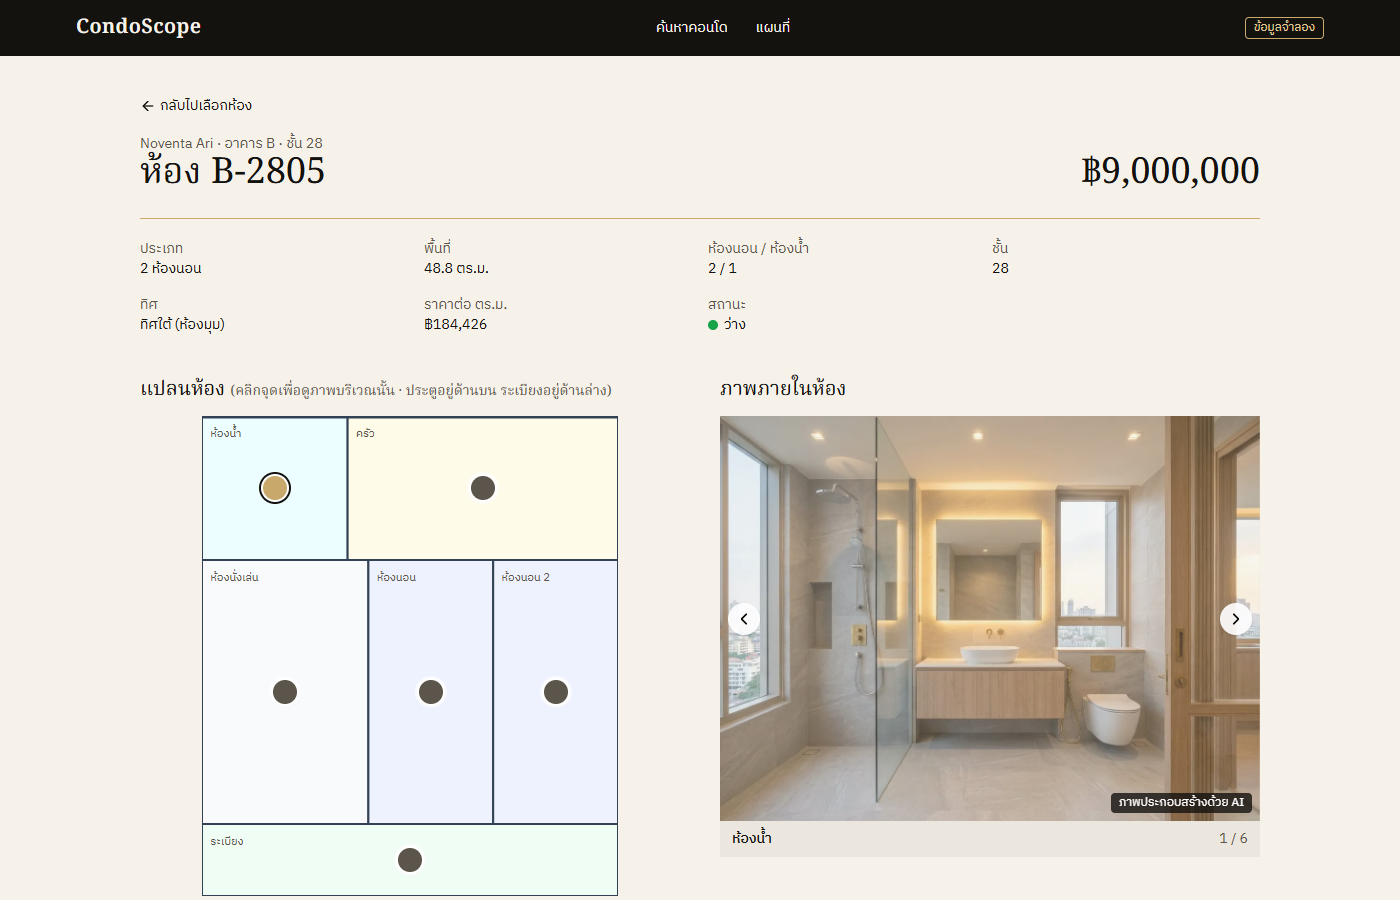 CondoScope
ค้นหาคอนโด แผนที่
ข้อมูลจำลอง
← กลับไปเลือกห้อง
Noventa Ari · อาคาร B · ชั้น 28
ห้อง B-2805
฿9,000,000
ประเภท
2 ห้องนอน
พื้นที่
48.8 ตร.ม.
ห้องนอน / ห้องน้ำ
2 / 1
ชั้น
28
ทิศ
ทิศใต้ (ห้องมุม)
ราคาต่อ ตร.ม.
฿184,426
สถานะ
ว่าง
แปลนห้อง (คลิกจุดเพื่อดูภาพบริเวณนั้น · ประตูอยู่ด้านบน ระเบียงอยู่ด้านล่าง)
ห้องน้ำ
ครัว
ห้องนั่งเล่น
ห้องนอน
ห้องนอน 2
ระเบียง
ภาพภายในห้อง
ภาพประกอบสร้างด้วย AI
ห้องน้ำ
1 / 6